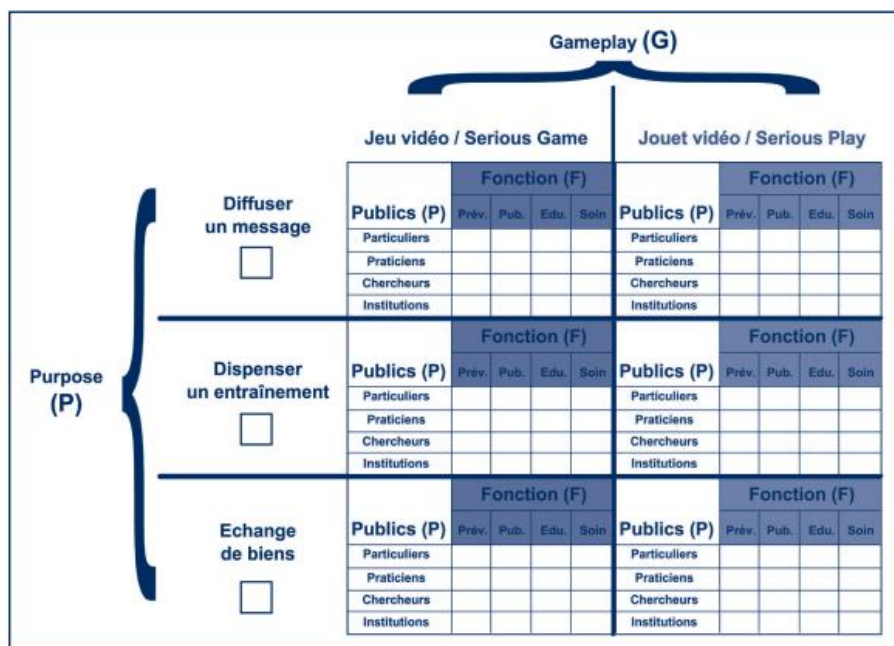 Gameplay (G)
Jeu vidéo / Serious Game
Jouet vidéo / Serious Play
Purpose
(P)
Diffuser
un message
Fonction (F)
Publics (P) Prév. Pub. Edu. Soin
Particuliers
Praticiens
Chercheurs
Institutions
Fonction (F)
Publics (P) Prév. Pub. Edu. Soin
Particuliers
Praticiens
Chercheurs
Institutions
Dispenser
un entraînement
Fonction (F)
Publics (P) Prév. Pub. Edu. Soin
Particuliers
Praticiens
Chercheurs
Institutions
Fonction (F)
Publics (P) Prév. Pub. Edu. Soin
Particuliers
Praticiens
Chercheurs
Institutions
Echange
de biens
Fonction (F)
Publics (P) Prév. Pub. Edu. Soin
Particuliers
Praticiens
Chercheurs
Institutions
Fonction (F)
Publics (P) Prév. Pub. Edu. Soin
Particuliers
Praticiens
Chercheurs
Institutions